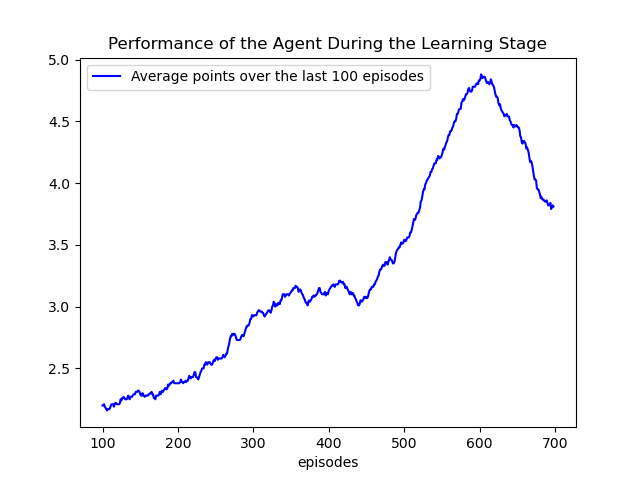 Performance of the Agent During the Learning Stage
Average points over the last 100 episodes
5.0
4.5
4.0
3.5
3.0
2.5
100 200 300 400 500 600 700
episodes